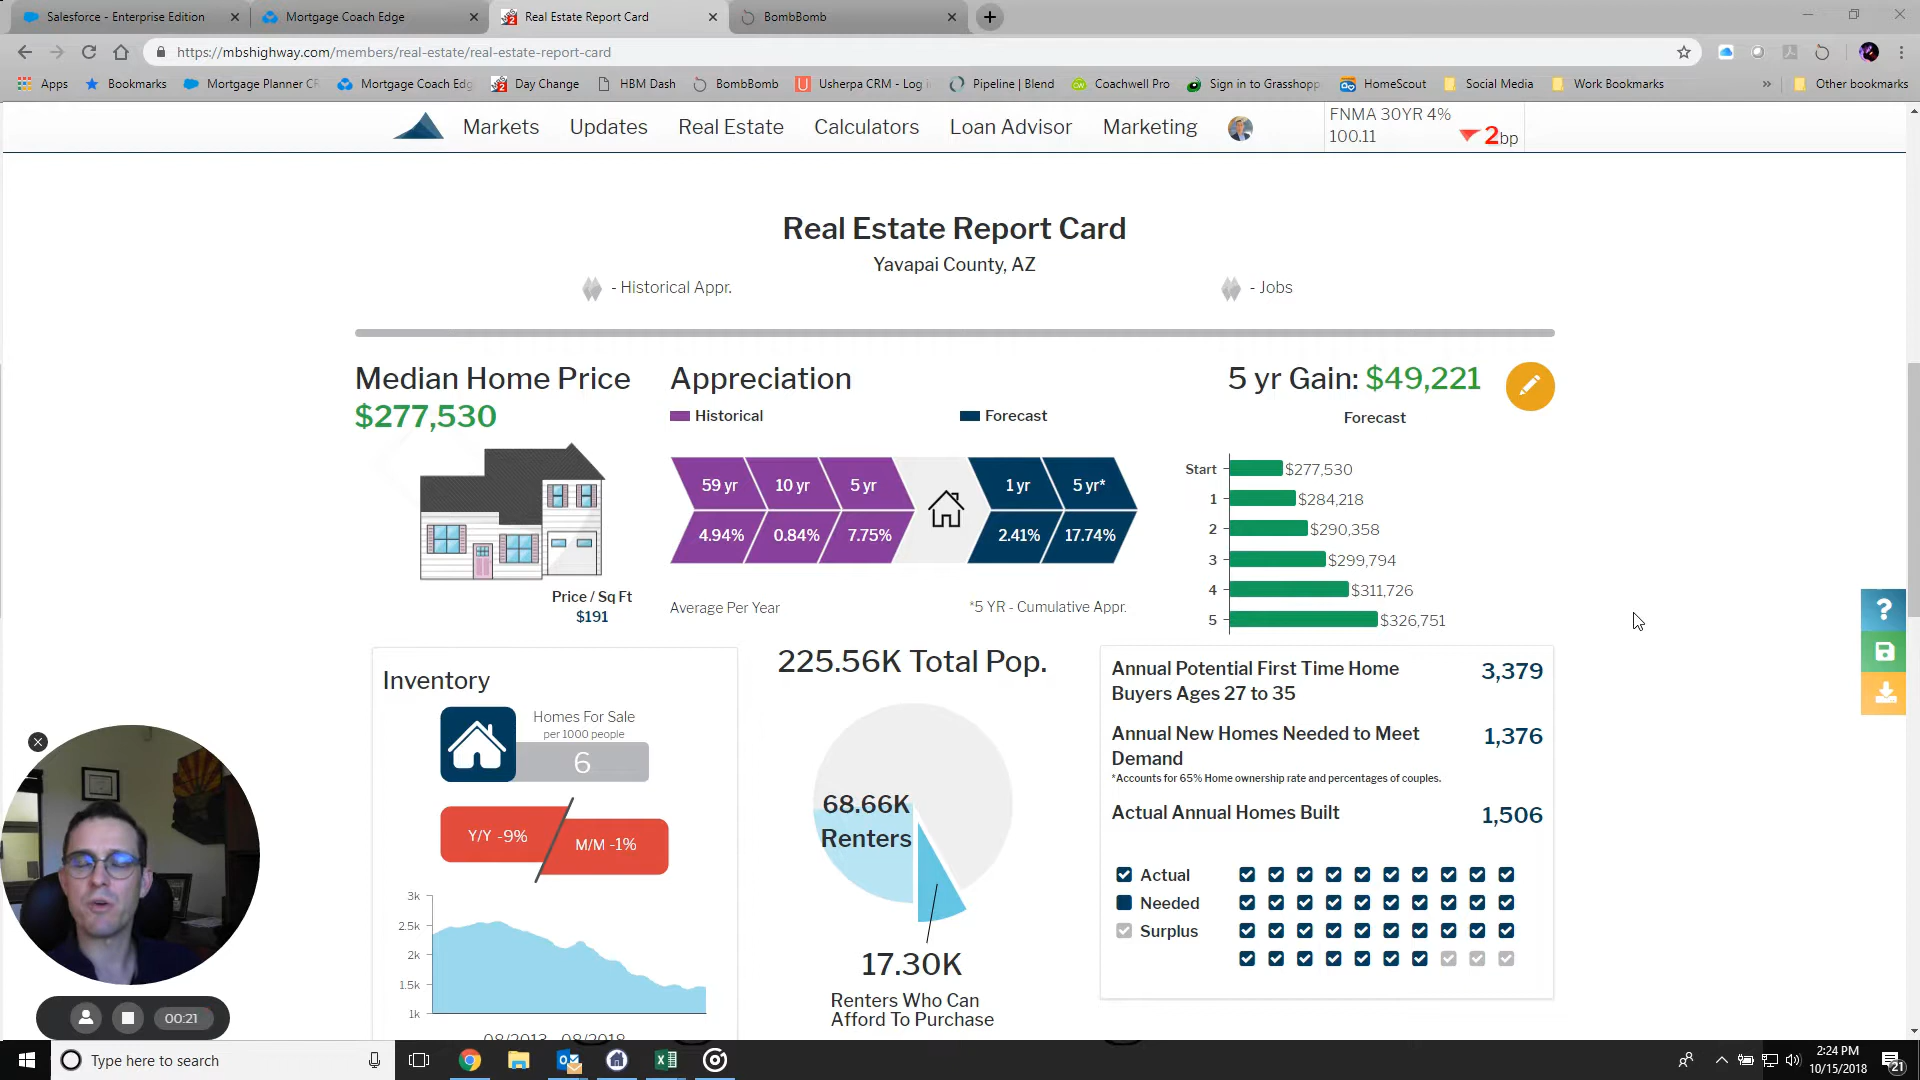 Salesforce - Enterprise Edition
Mortgage Coach Edge
Real Estate Report Card
BombBomb
https://mbshighway.com/members/real-estate/real-estate-report-card
Apps
Bookmarks
Mortgage Planner CR
Mortgage Coach Edg
Day Change
HBM Dash
BombBomb
Usherpa CRM - Log i
Pipeline | Blend
Coachwell Pro
Sign in to Grasshopp
HomeScout
Social Media
Work Bookmarks
»
Other bookmarks
Markets
Updates
Real Estate
Calculators
Loan Advisor
Marketing
FNMA 30YR 4%
100.11
2bp
Real Estate Report Card
Yavapai County, AZ
- Historical Appr.
- Jobs
Median Home Price
$277,530
Price / Sq Ft
$191
Appreciation
Historical
Forecast
59 yr
10 yr
5 yr
1 yr
5 yr*
4.94%
0.84%
7.75%
2.41%
17.74%
Average Per Year
*5 YR - Cumulative Appr.
5 yr Gain: $49,221
Forecast
Start $277,530
1 $284,218
2 $290,358
3 $299,794
4 $311,726
5 $326,751
?
Inventory
Homes For Sale
per 1000 people
6
Y/Y -9%
M/M -1%
3k
2.5k
2k
1.5k
1k
08/2013 08/2018
225.56K Total Pop.
68.66K
Renters
17.30K
Renters Who Can
Afford To Purchase
Annual Potential First Time Home
Buyers Ages 27 to 35
3,379
Annual New Homes Needed to Meet
Demand
1,376
*Accounts for 65% Home ownership rate and percentages of couples.
Actual Annual Homes Built
1,506
Actual
Needed
Surplus
00:21
Type here to search
2:24 PM
10/15/2018
21